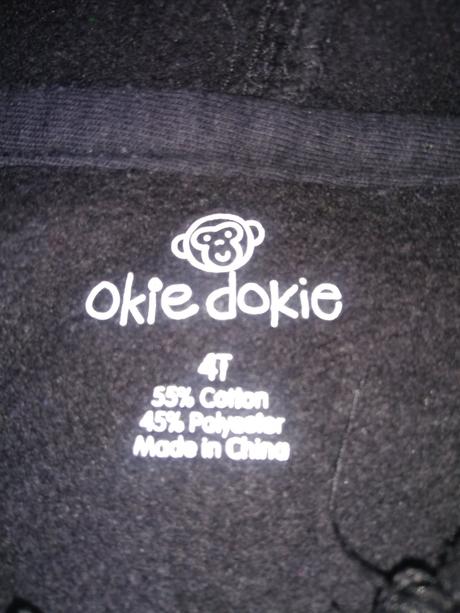 okie dokie
4T
55% Cotton
45% Polyester
Made in China